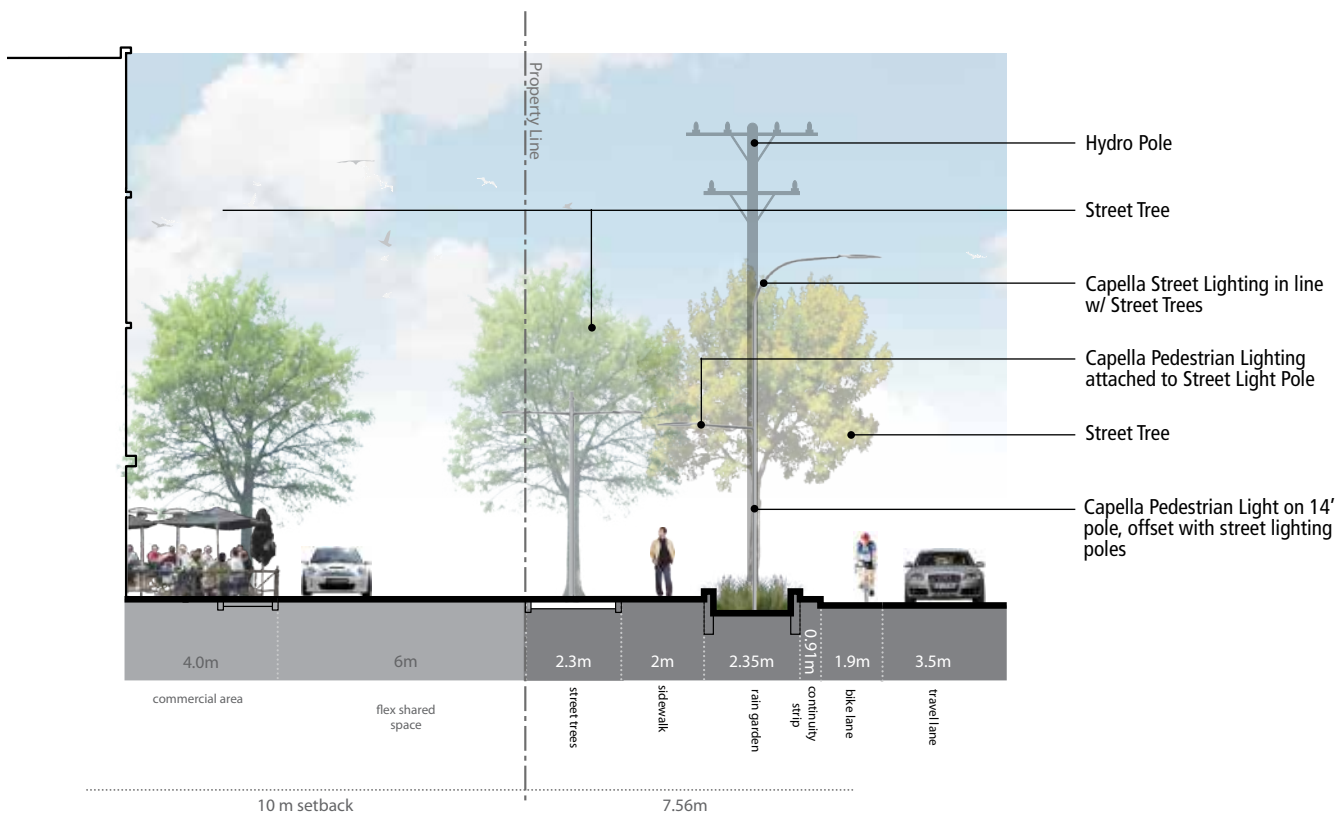 Property Line
Hydro Pole
Street Tree
Capella Street Lighting in line
w/ Street Trees
Capella Pedestrian Lighting
attached to Street Light Pole
Street Tree
Capella Pedestrian Light on 14’
pole, offset with street lighting
poles
4.0m
6m
2.3m
2m
2.35m
0.91m
1.9m
3.5m
commercial area
flex shared
space
street trees
sidewalk
rain garden
continuity
strip
bike lane
travel lane
10 m setback
7.56m